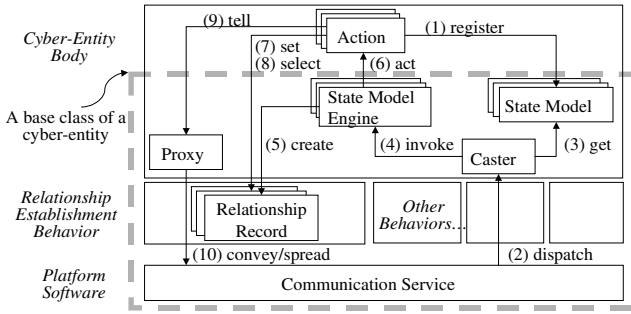 (9) tell
(1) register
Cyber-Entity
Body
Action
(7) set
(8) select
(6) act
A base class of a
cyber-entity
State Model
Engine
State Model
(5) create
(4) invoke
(3) get
Proxy
Caster
Relationship
Establishment
Behavior
Relationship
Record
Other
Behaviors…
(10) convey/spread
(2) dispatch
Platform
Software
Communication Service